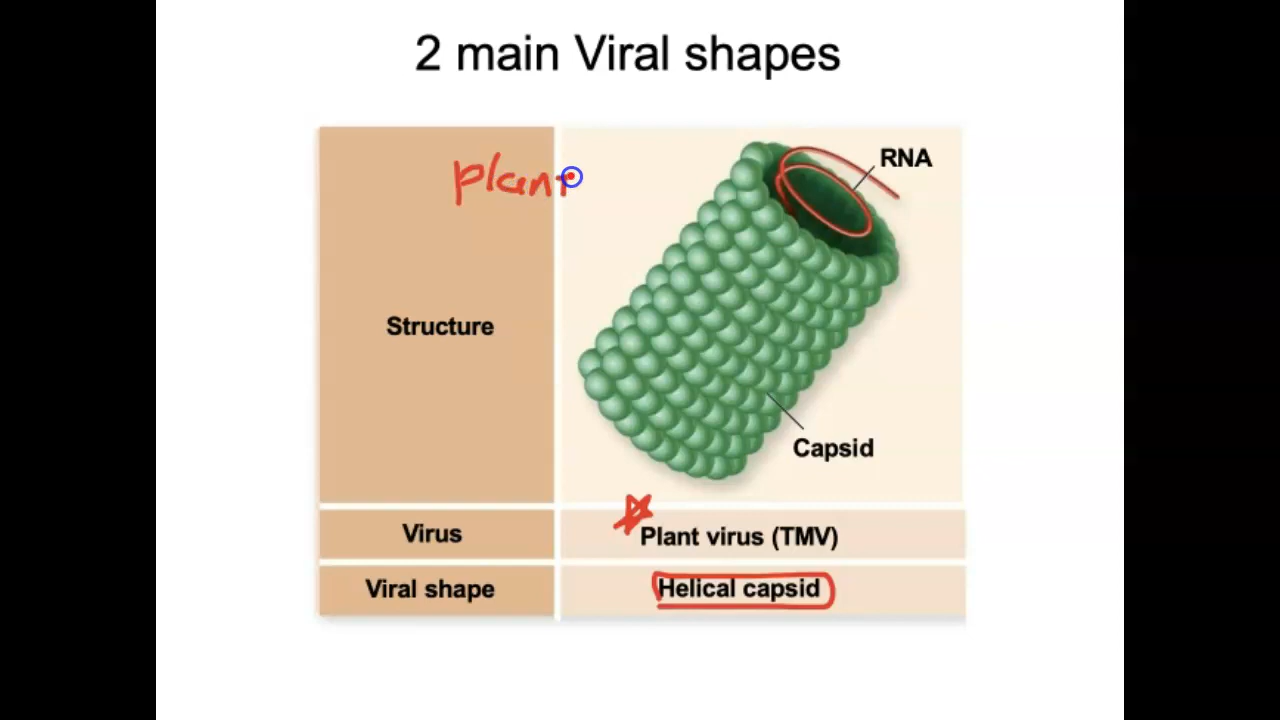 2 main Viral shapes
plant
RNA
Structure
Capsid
Virus
Plant virus (TMV)
Viral shape
Helical capsid